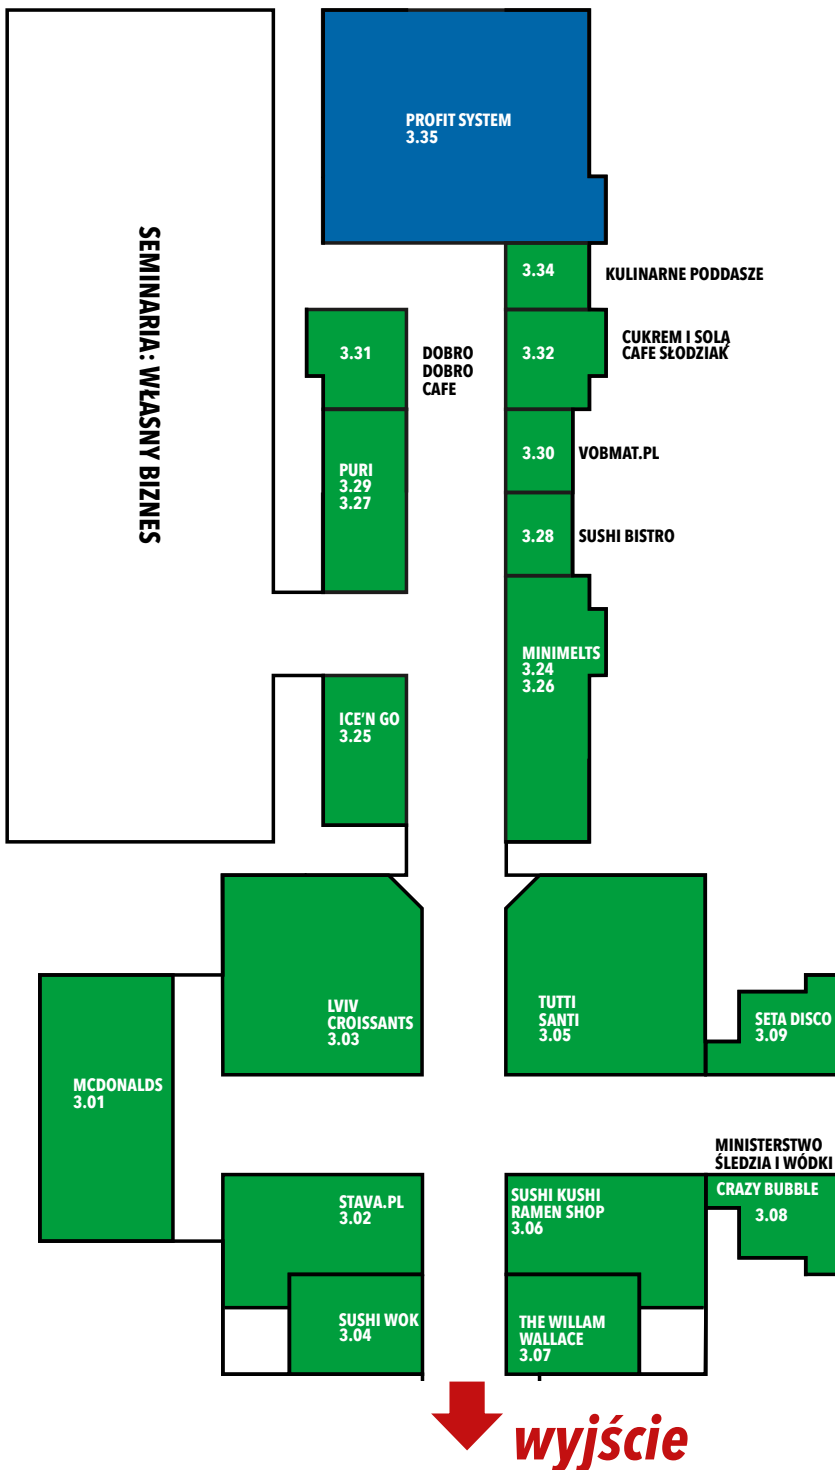 PROFIT SYSTEM
3.35
SEMINARIA: WŁASNY BIZNES
3.34
KULINARNE PODDASZE
3.31
DOBRO
DOBRO
CAFE
3.32
CUKREM I SOLĄ
CAFE SŁODZIAK
PURI
3.29
3.27
3.30
VOBMAT.PL
3.28
SUSHI BISTRO
MINIMELTS
3.24
3.26
ICE'N GO
3.25
LVIV
CROISSANTS
3.03
TUTTI
SANTI
3.05
SETA DISCO
3.09
MCDONALDS
3.01
MINISTERSTWO
ŚLEDZIA I WÓDKI
STAVA.PL
3.02
SUSHI KUSHI
RAMEN SHOP
3.06
CRAZY BUBBLE
3.08
SUSHI WOK
3.04
THE WILLAM
WALLACE
3.07
wyjście